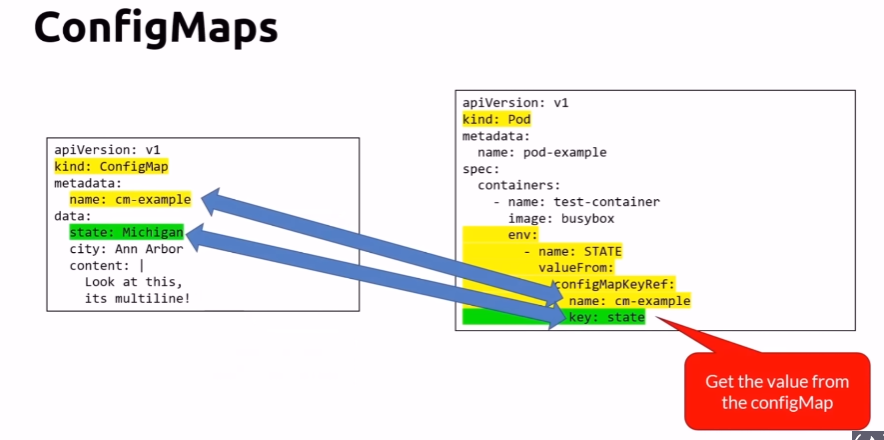 ConfigMaps
apiVersion: v1
kind: ConfigMap
metadata:
  name: cm-example
data:
  state: Michigan
  city: Ann Arbor
  content: |
    Look at this,
    its multiline!
apiVersion: v1
kind: Pod
metadata:
  name: pod-example
spec:
  containers:
    - name: test-container
      image: busybox
      env:
        - name: STATE
          valueFrom:
            configMapKeyRef:
              name: cm-example
              key: state
Get the value from
the configMap